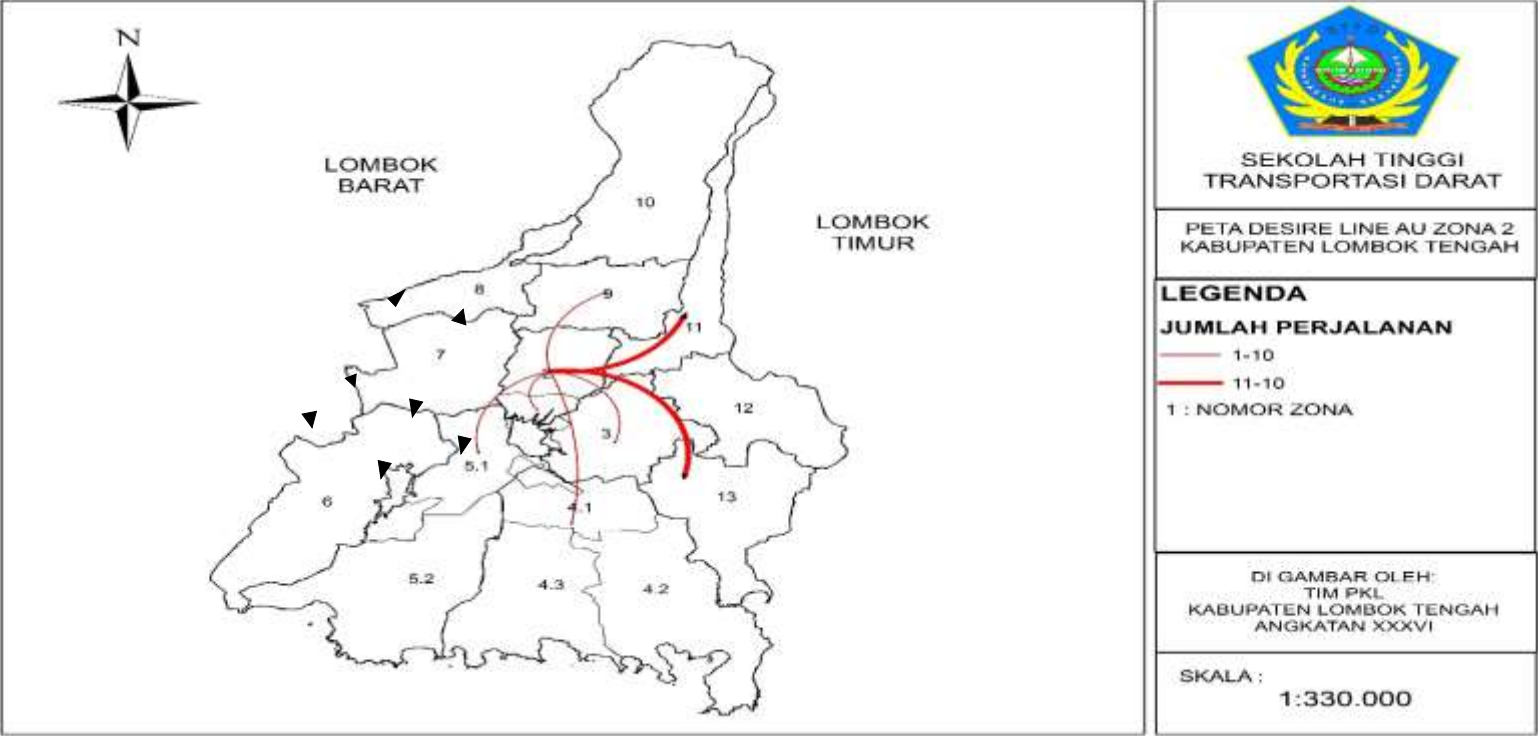 N
LOMBOK
BARAT
LOMBOK
TIMUR
10
8
9
11
7
12
3
5.1
6
13
4.1
5.2
4.3
4.2
SEKOLAH TINGGI
TRANSPORTASI DARAT
PETA DESIRE LINE AU ZONA 2
KABUPATEN LOMBOK TENGAH
LEGENDA
JUMLAH PERJALANAN
1-10
11-10
1 : NOMOR ZONA
DI GAMBAR OLEH:
TIM PKL
KABUPATEN LOMBOK TENGAH
ANGKATAN XXXVI
SKALA :
1:330.000